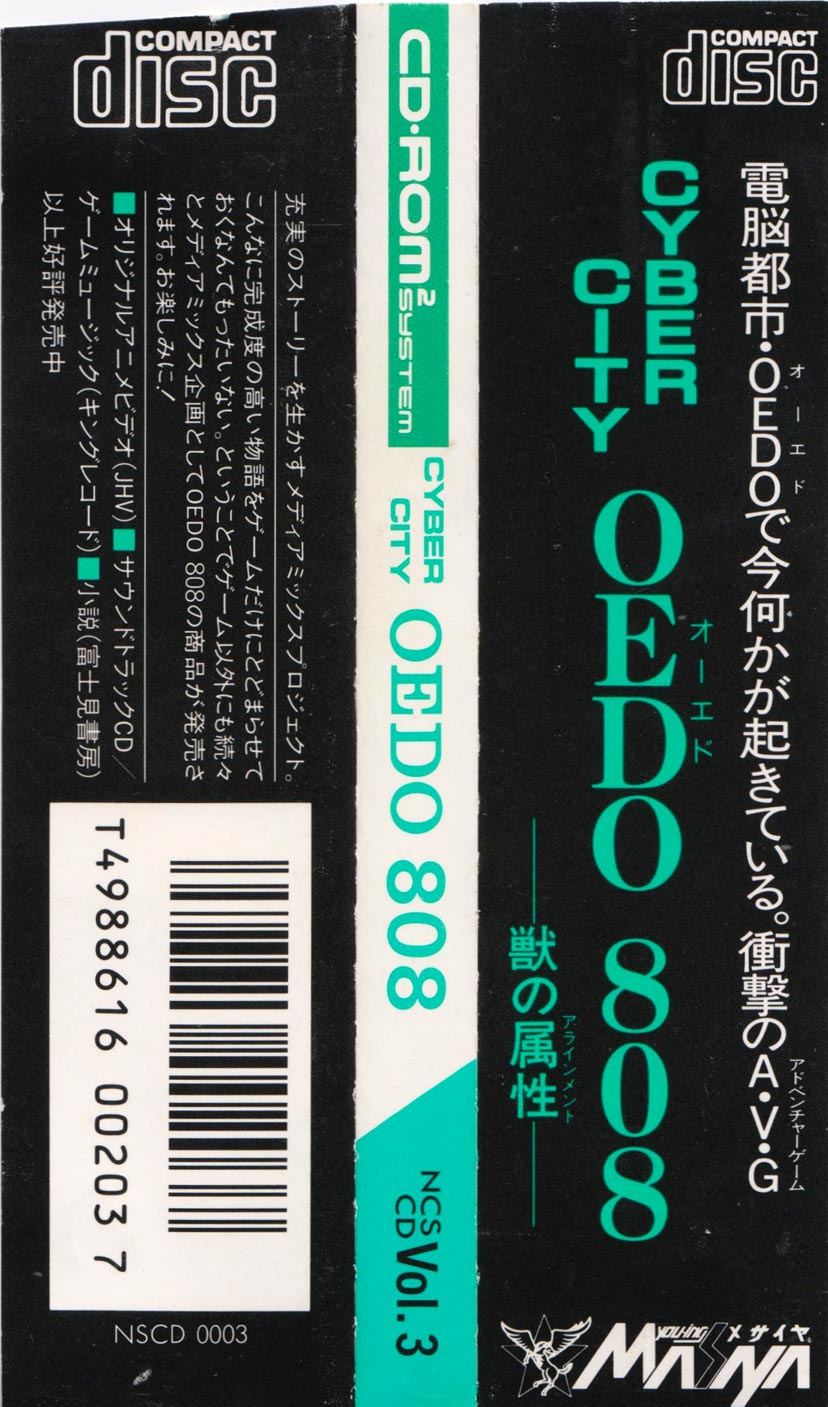 COMPACT
disc
電脳都市・OEDOで今何かが起きている。衝撃のA・V・G
オーエド
アドベンチャーゲーム
CYBER
CITY
OEDO 808
オーエド
獣の属性
アラインメント
you-ing
メサイヤ
MASAYA
CD・ROM2 SYSTEM
CYBER
CITY
OEDO 808
NCS
CD
Vol.3
COMPACT
disc
充実のストーリーを生かすメディアミックスプロジェクト。
こんなに完成度の高い物語をゲームだけにとどまらせて
おくなんてもったいない。ということでゲーム以外にも続々
とメディアミックス企画としてOEDO 808の商品が発売さ
れます。お楽しみに!
■オリジナルアニメビデオ(JHV)■サウンドトラックCD/
ゲームミュージック(キングレコード)■小説(富士見書房)
以上好評発売中
T4988616 00203 7
NSCD 0003